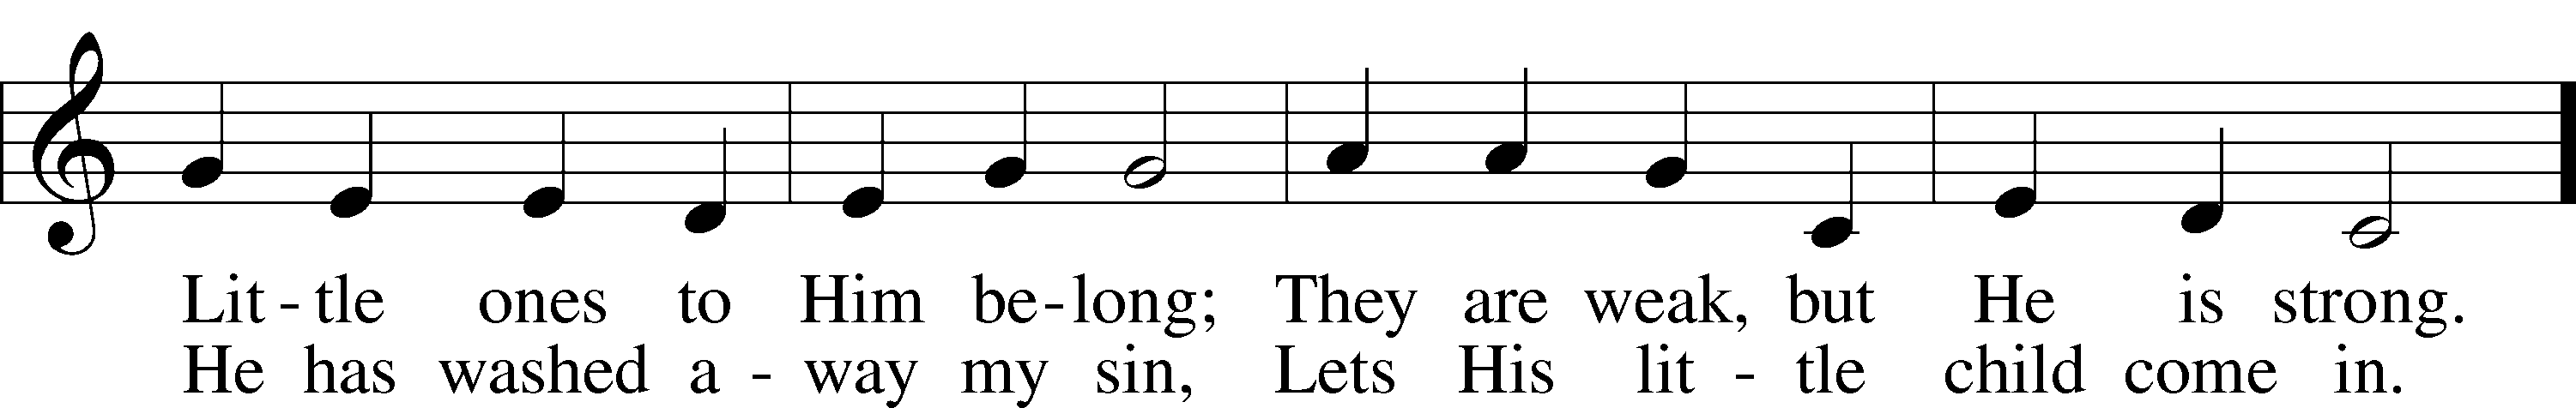 Lit - tle ones to Him be - long; They are weak, but He is strong.
He has washed a - way my sin, Lets His lit - tle child come in.